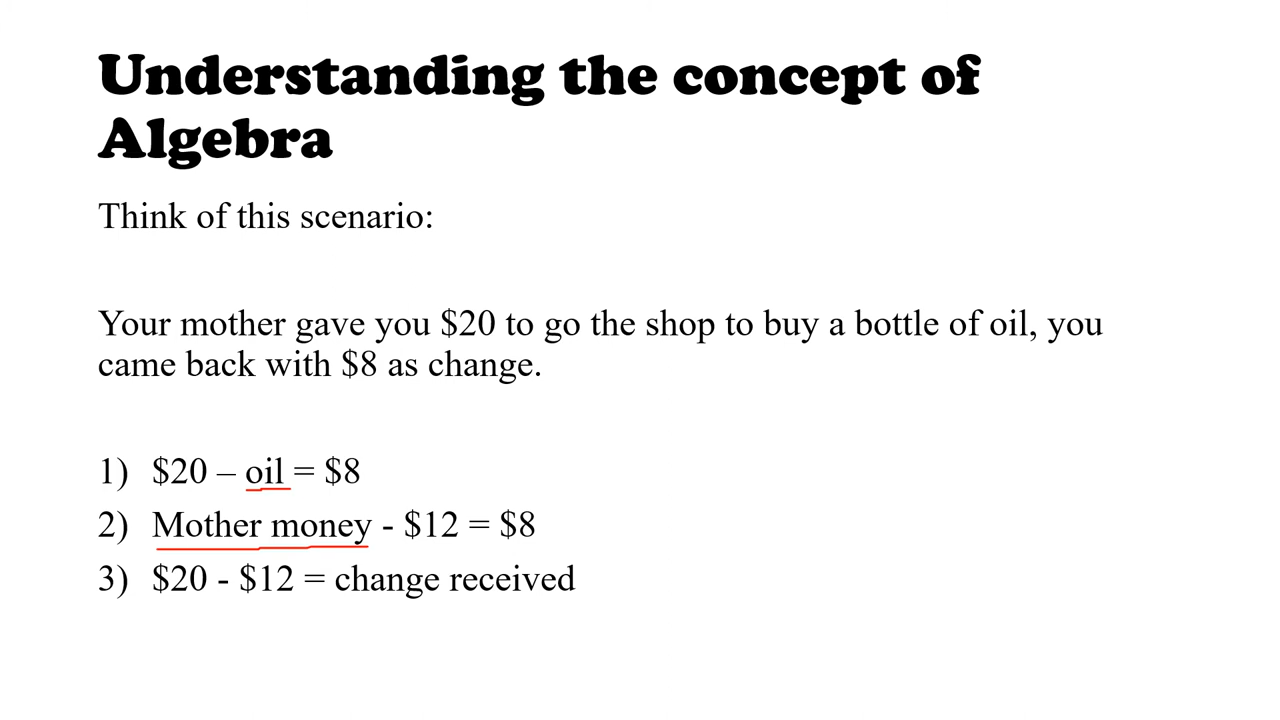 Understanding the concept of
Algebra
Think of this scenario:
Your mother gave you $20 to go the shop to buy a bottle of oil, you
came back with $8 as change.
1) $20 – oil = $8
2) Mother money - $12 = $8
3) $20 - $12 = change received